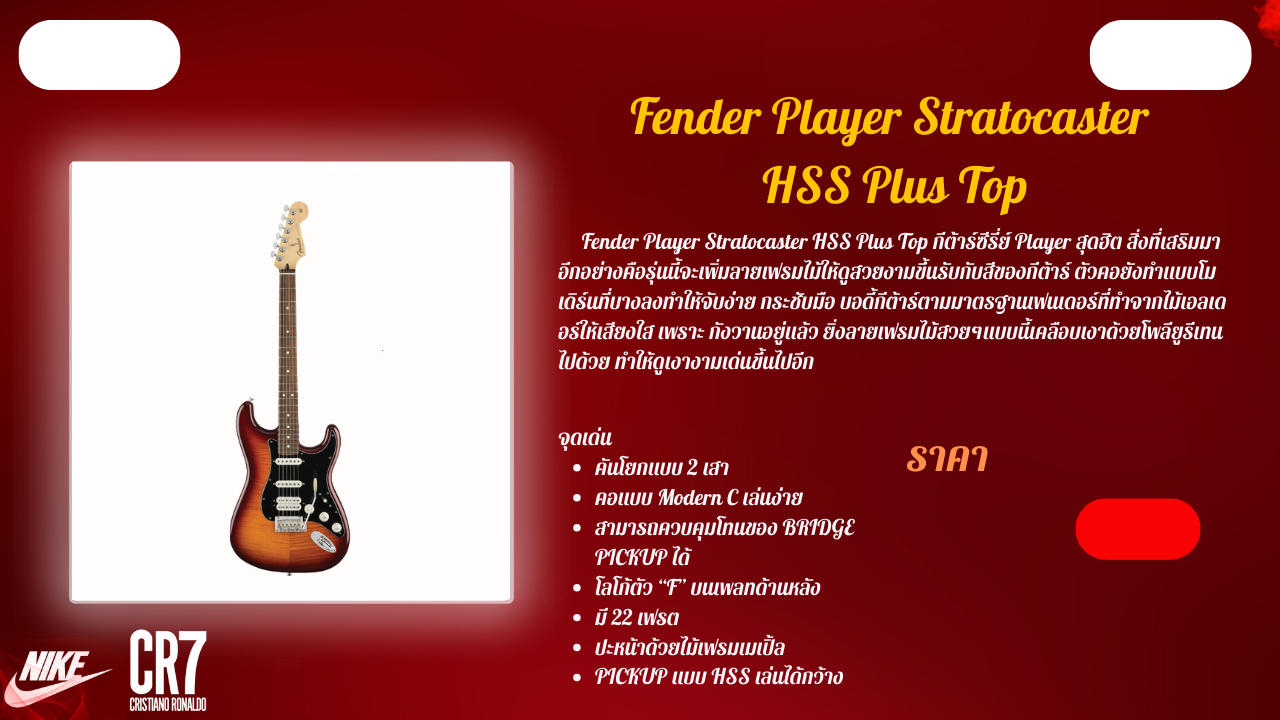 Fender Player Stratocaster
HSS Plus Top
Fender Player Stratocaster HSS Plus Top กีต้าร์ซีรี่ย์ Player สุดฮิต สิ่งที่เสริมมา
อีกอย่างคือรุ่นนี้จะเพิ่มลายเฟรมไม้ให้ดูสวยงามขึ้นรับกับสีของกีต้าร์ ตัวคอยังทำแบบโม
เดิร์นที่บางลงทำให้จับง่าย กระชับมือ บอดี้กีต้าร์ตามมาตรฐานเฟนเดอร์ที่ทำจากไม้เอลเด
อร์ให้เสียงใส เพราะ กังวานอยู่แล้ว ยิ่งลายเฟรมไม้สวยๆแบบนี้เคลือบเงาด้วยโพลียูรีเทน
ไปด้วย ทำให้ดูเงางามเด่นขึ้นไปอีก
จุดเด่น
• คันโยกแบบ 2 เสา
• คอแบบ Modern C เล่นง่าย
• สามารถควบคุมโทนของ BRIDGE
PICKUP ได้
• โลโก้ตัว “F” บนเพลทด้านหลัง
• มี 22 เฟรต
• ปะหน้าด้วยไม้เฟรมเมเปิ้ล
• PICKUP แบบ HSS เล่นได้กว้าง
ราคา
NIKE
CR7
CRISTIANO RONALDO